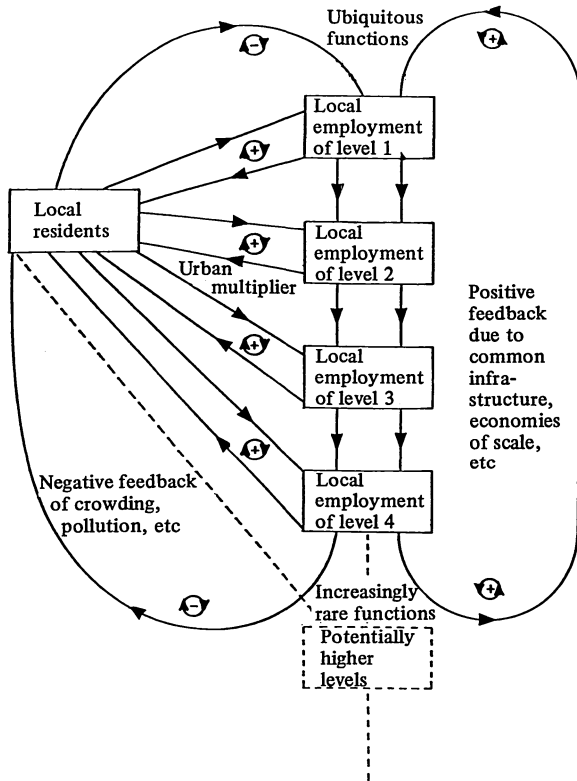 Ubiquitous
functions
(-)
(+)
Local
employment
of level 1
(+)
Local
residents
Local
employment
of level 2
(+)
Urban
multiplier
Positive
feedback
due to
common
infra-
structure,
economies
of scale,
etc
Local
employment
of level 3
(+)
Local
employment
of level 4
(+)
Negative feedback
of crowding,
pollution, etc
Increasingly
rare functions
(-)
(+)
Potentially
higher
levels